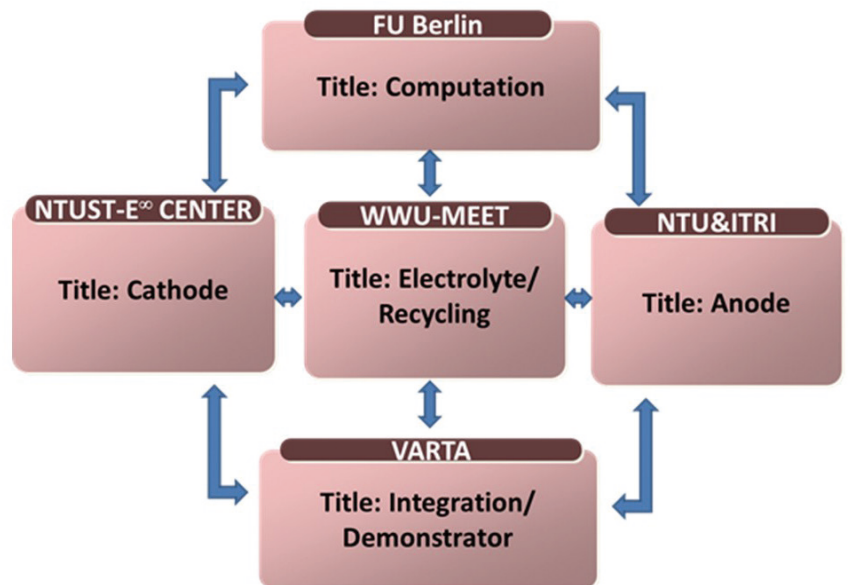 FU Berlin
Title: Computation
NTUST-E∞ CENTER
Title: Cathode
WWU-MEET
Title: Electrolyte/
Recycling
NTU&ITRI
Title: Anode
VARTA
Title: Integration/
Demonstrator